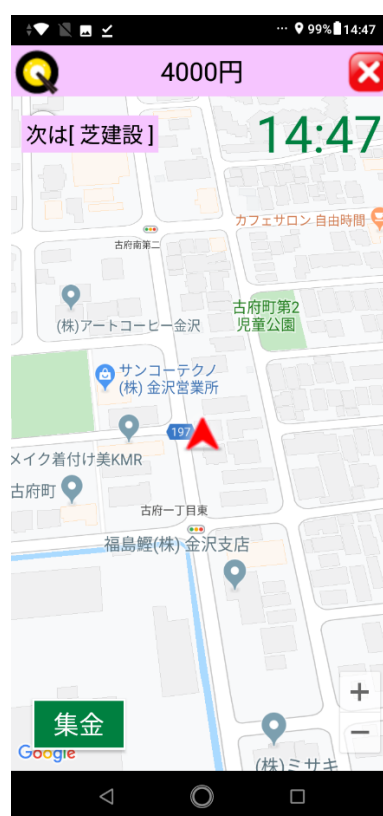 99% 14:47
4000円
次は[ 芝建設 ]
14:47
カフェサロン 自由時間
古府南第二
古府町第2
児童公園
(株)アートコーヒー金沢
サンコーテクノ
(株) 金沢営業所
197
メイク着付け美KMR
古府町
古府一丁目東
福島鰹(株) 金沢支店
+
−
集金
Google
(株)ミサキ